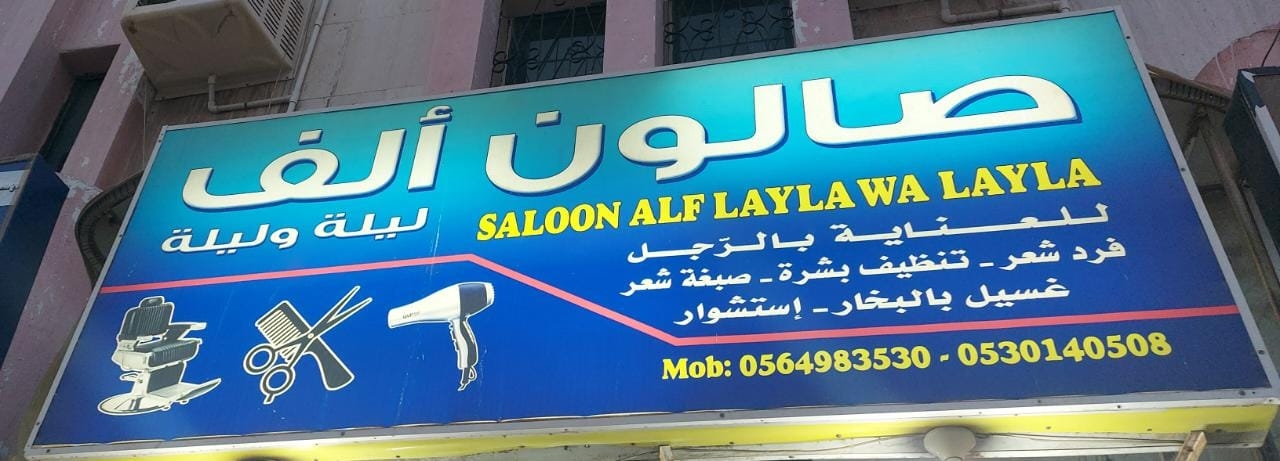 صالون ألف
ليلة وليلة
SALOON ALF LAYLA WA LAYLA
للعناية بالرّجل
فرد شعر - تنظيف بشرة - صبغة شعر
غسيل بالبخار - إستشوار
Mob: 0564983530 - 0530140508